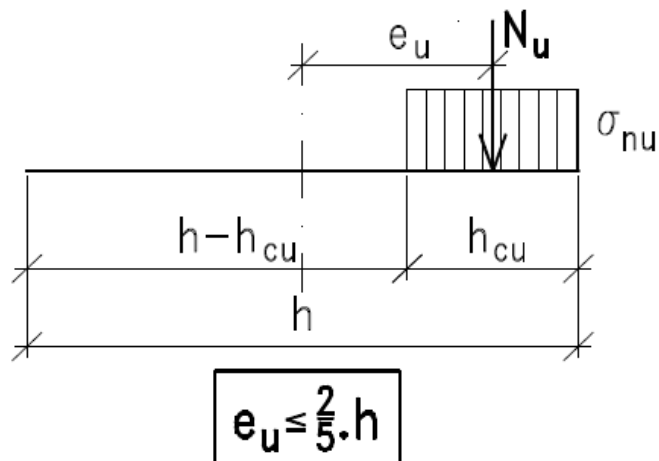 e_u N_u
σ_nu
h-h_cu h_cu
h
e_u ≤ 2/5.h